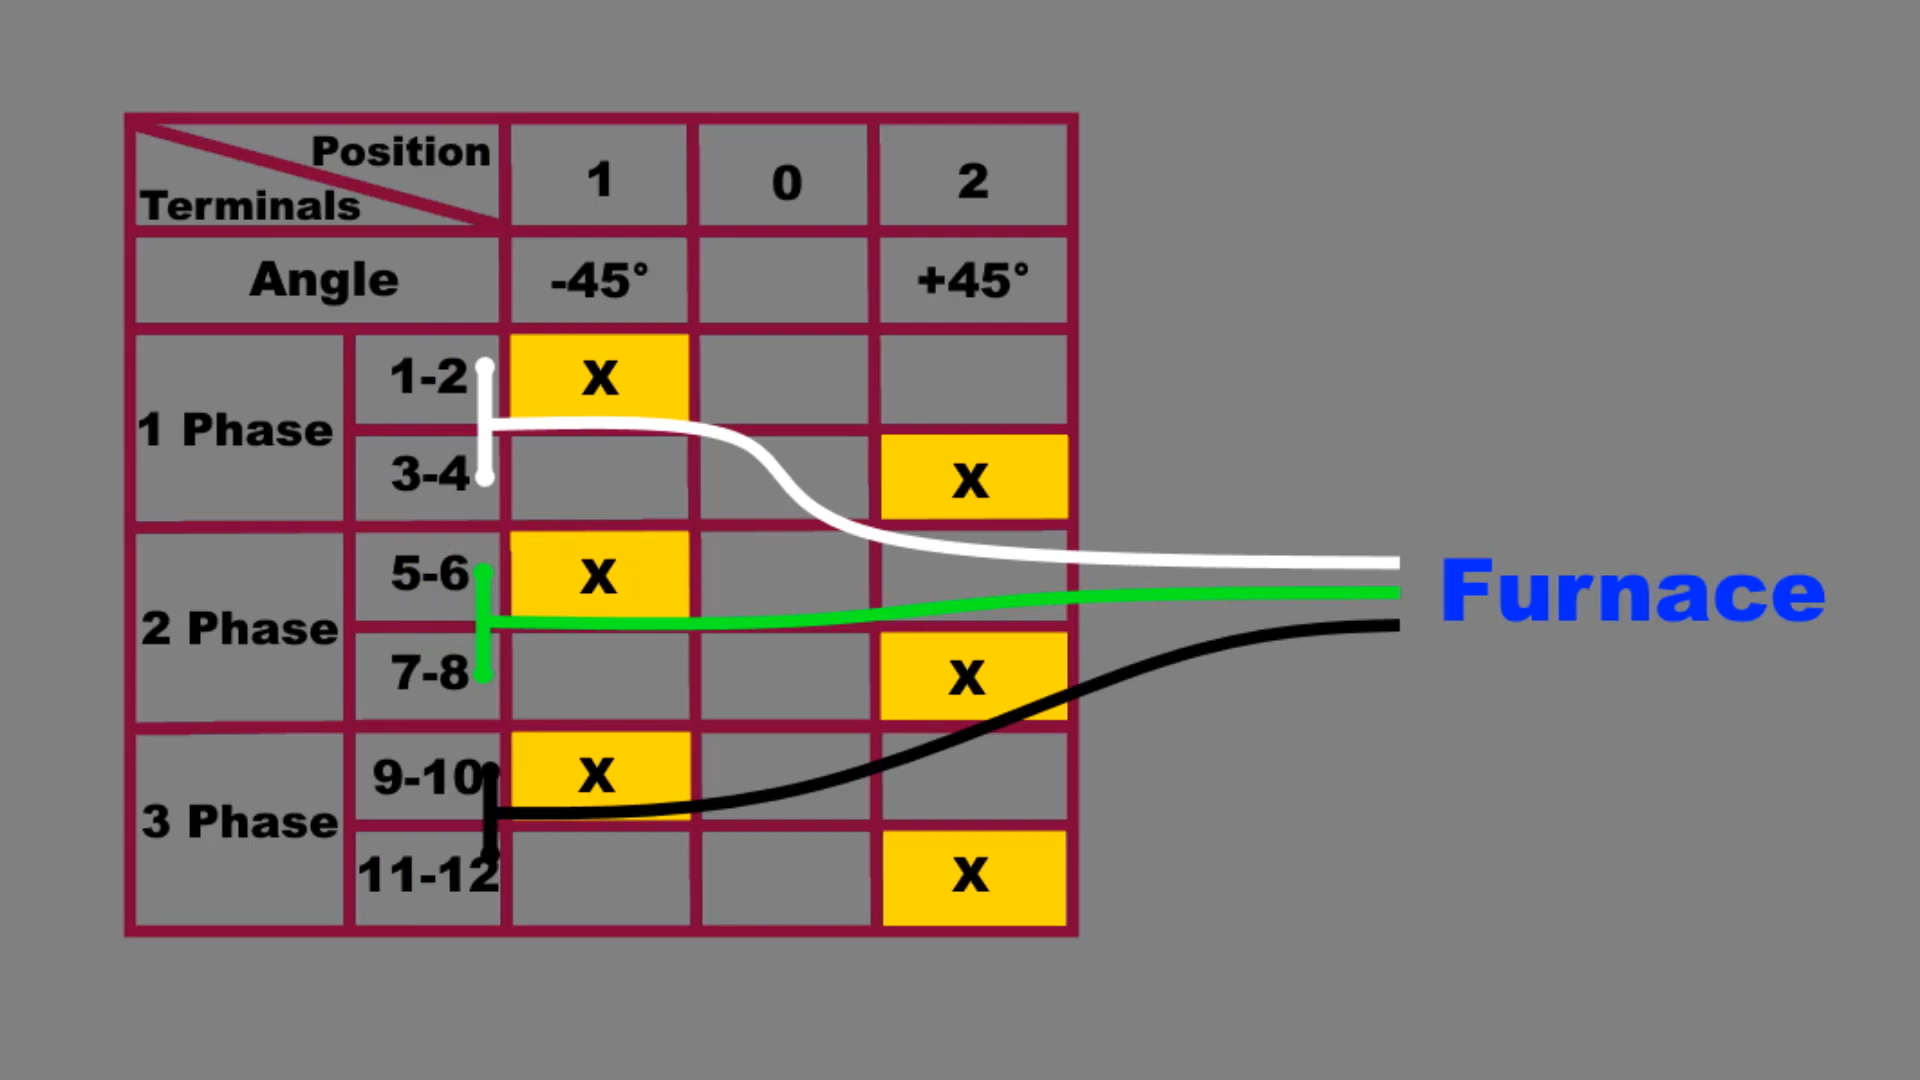 Position
Terminals
1 0 2
Angle -45° +45°
1 Phase
1-2 X
3-4 X
2 Phase
5-6 X
7-8 X
3 Phase
9-10 X
11-12 X
Furnace